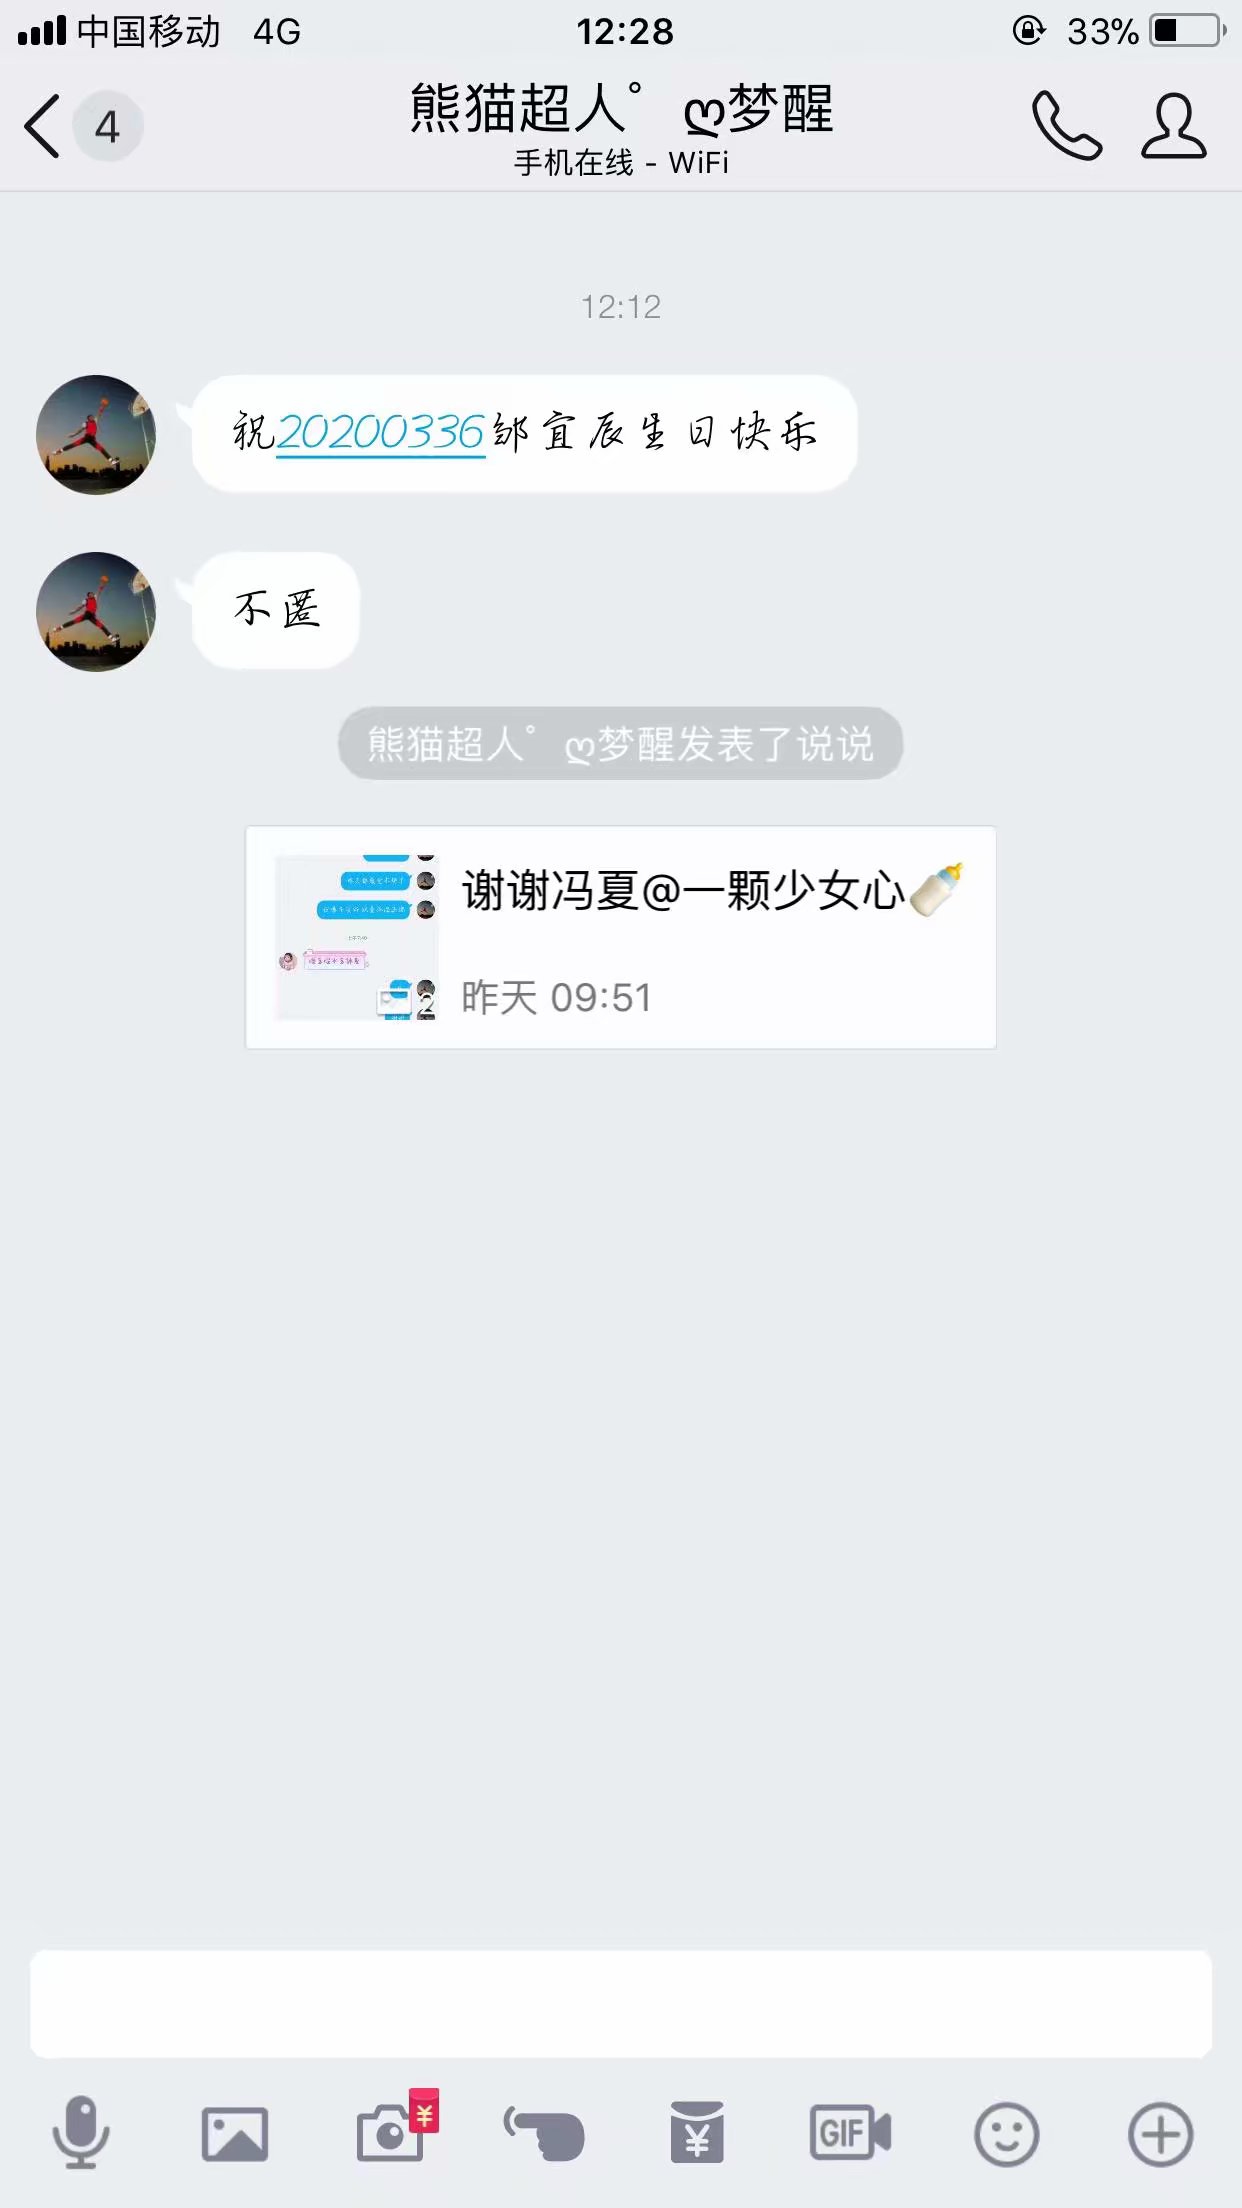 中国移动 4G 12:28 33%
4
熊猫超人゜ღ梦醒
手机在线 - WiFi
12:12
祝20200336邹宜辰生日快乐
不匿
熊猫超人゜ღ梦醒发表了说说
谢谢冯夏@一颗少女心🍼
2
昨天 09:51
¥
¥
GIF